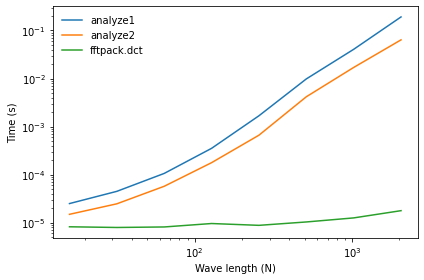 analyze1
analyze2
fftpack.dct
10⁻¹
10⁻²
10⁻³
10⁻⁴
10⁻⁵
Time (s)
10² 10³
Wave length (N)